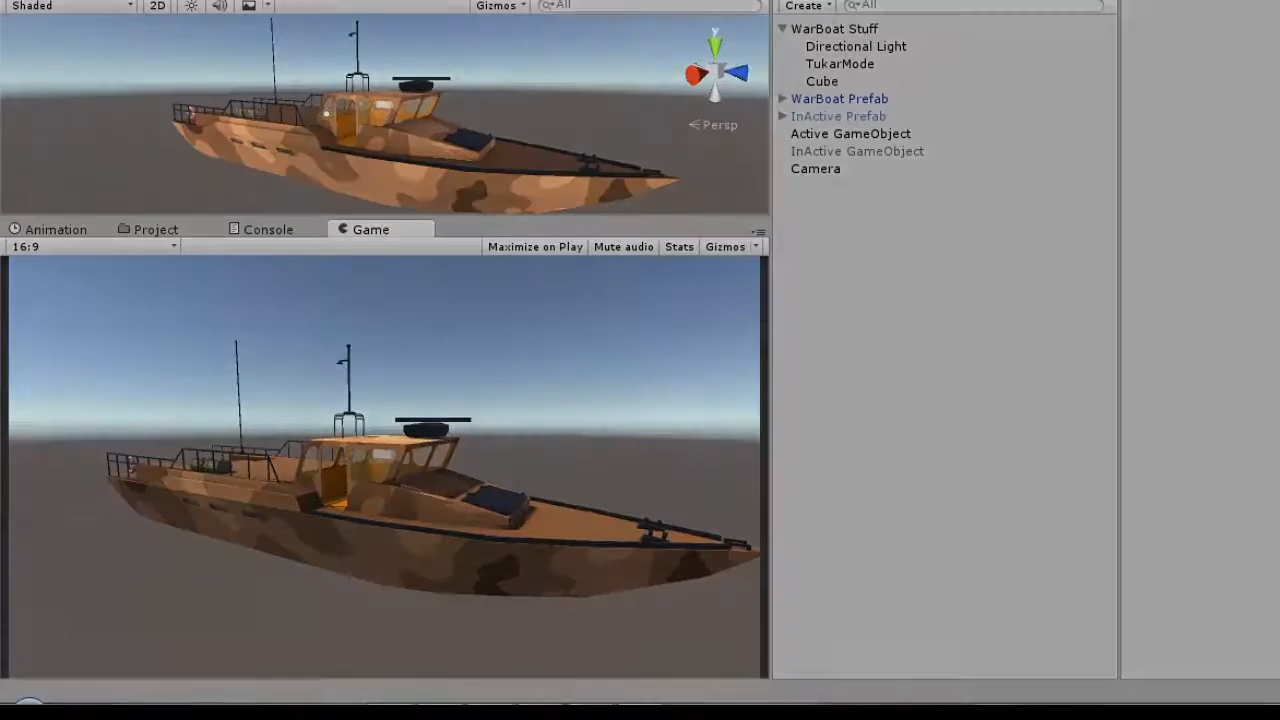 Shaded 2D Gizmos All
y
Persp
Animation Project Console Game
16:9 Maximize on Play Mute audio Stats Gizmos
Create All
WarBoat Stuff
Directional Light
TukarMode
Cube
WarBoat Prefab
InActive Prefab
Active GameObject
InActive GameObject
Camera